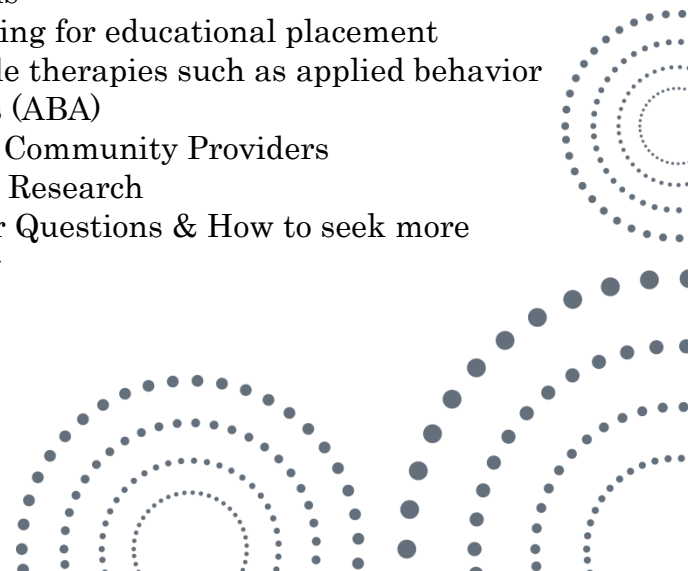 ing for educational placement
le therapies such as applied behavior
(ABA)
Community Providers
Research
r Questions & How to seek more